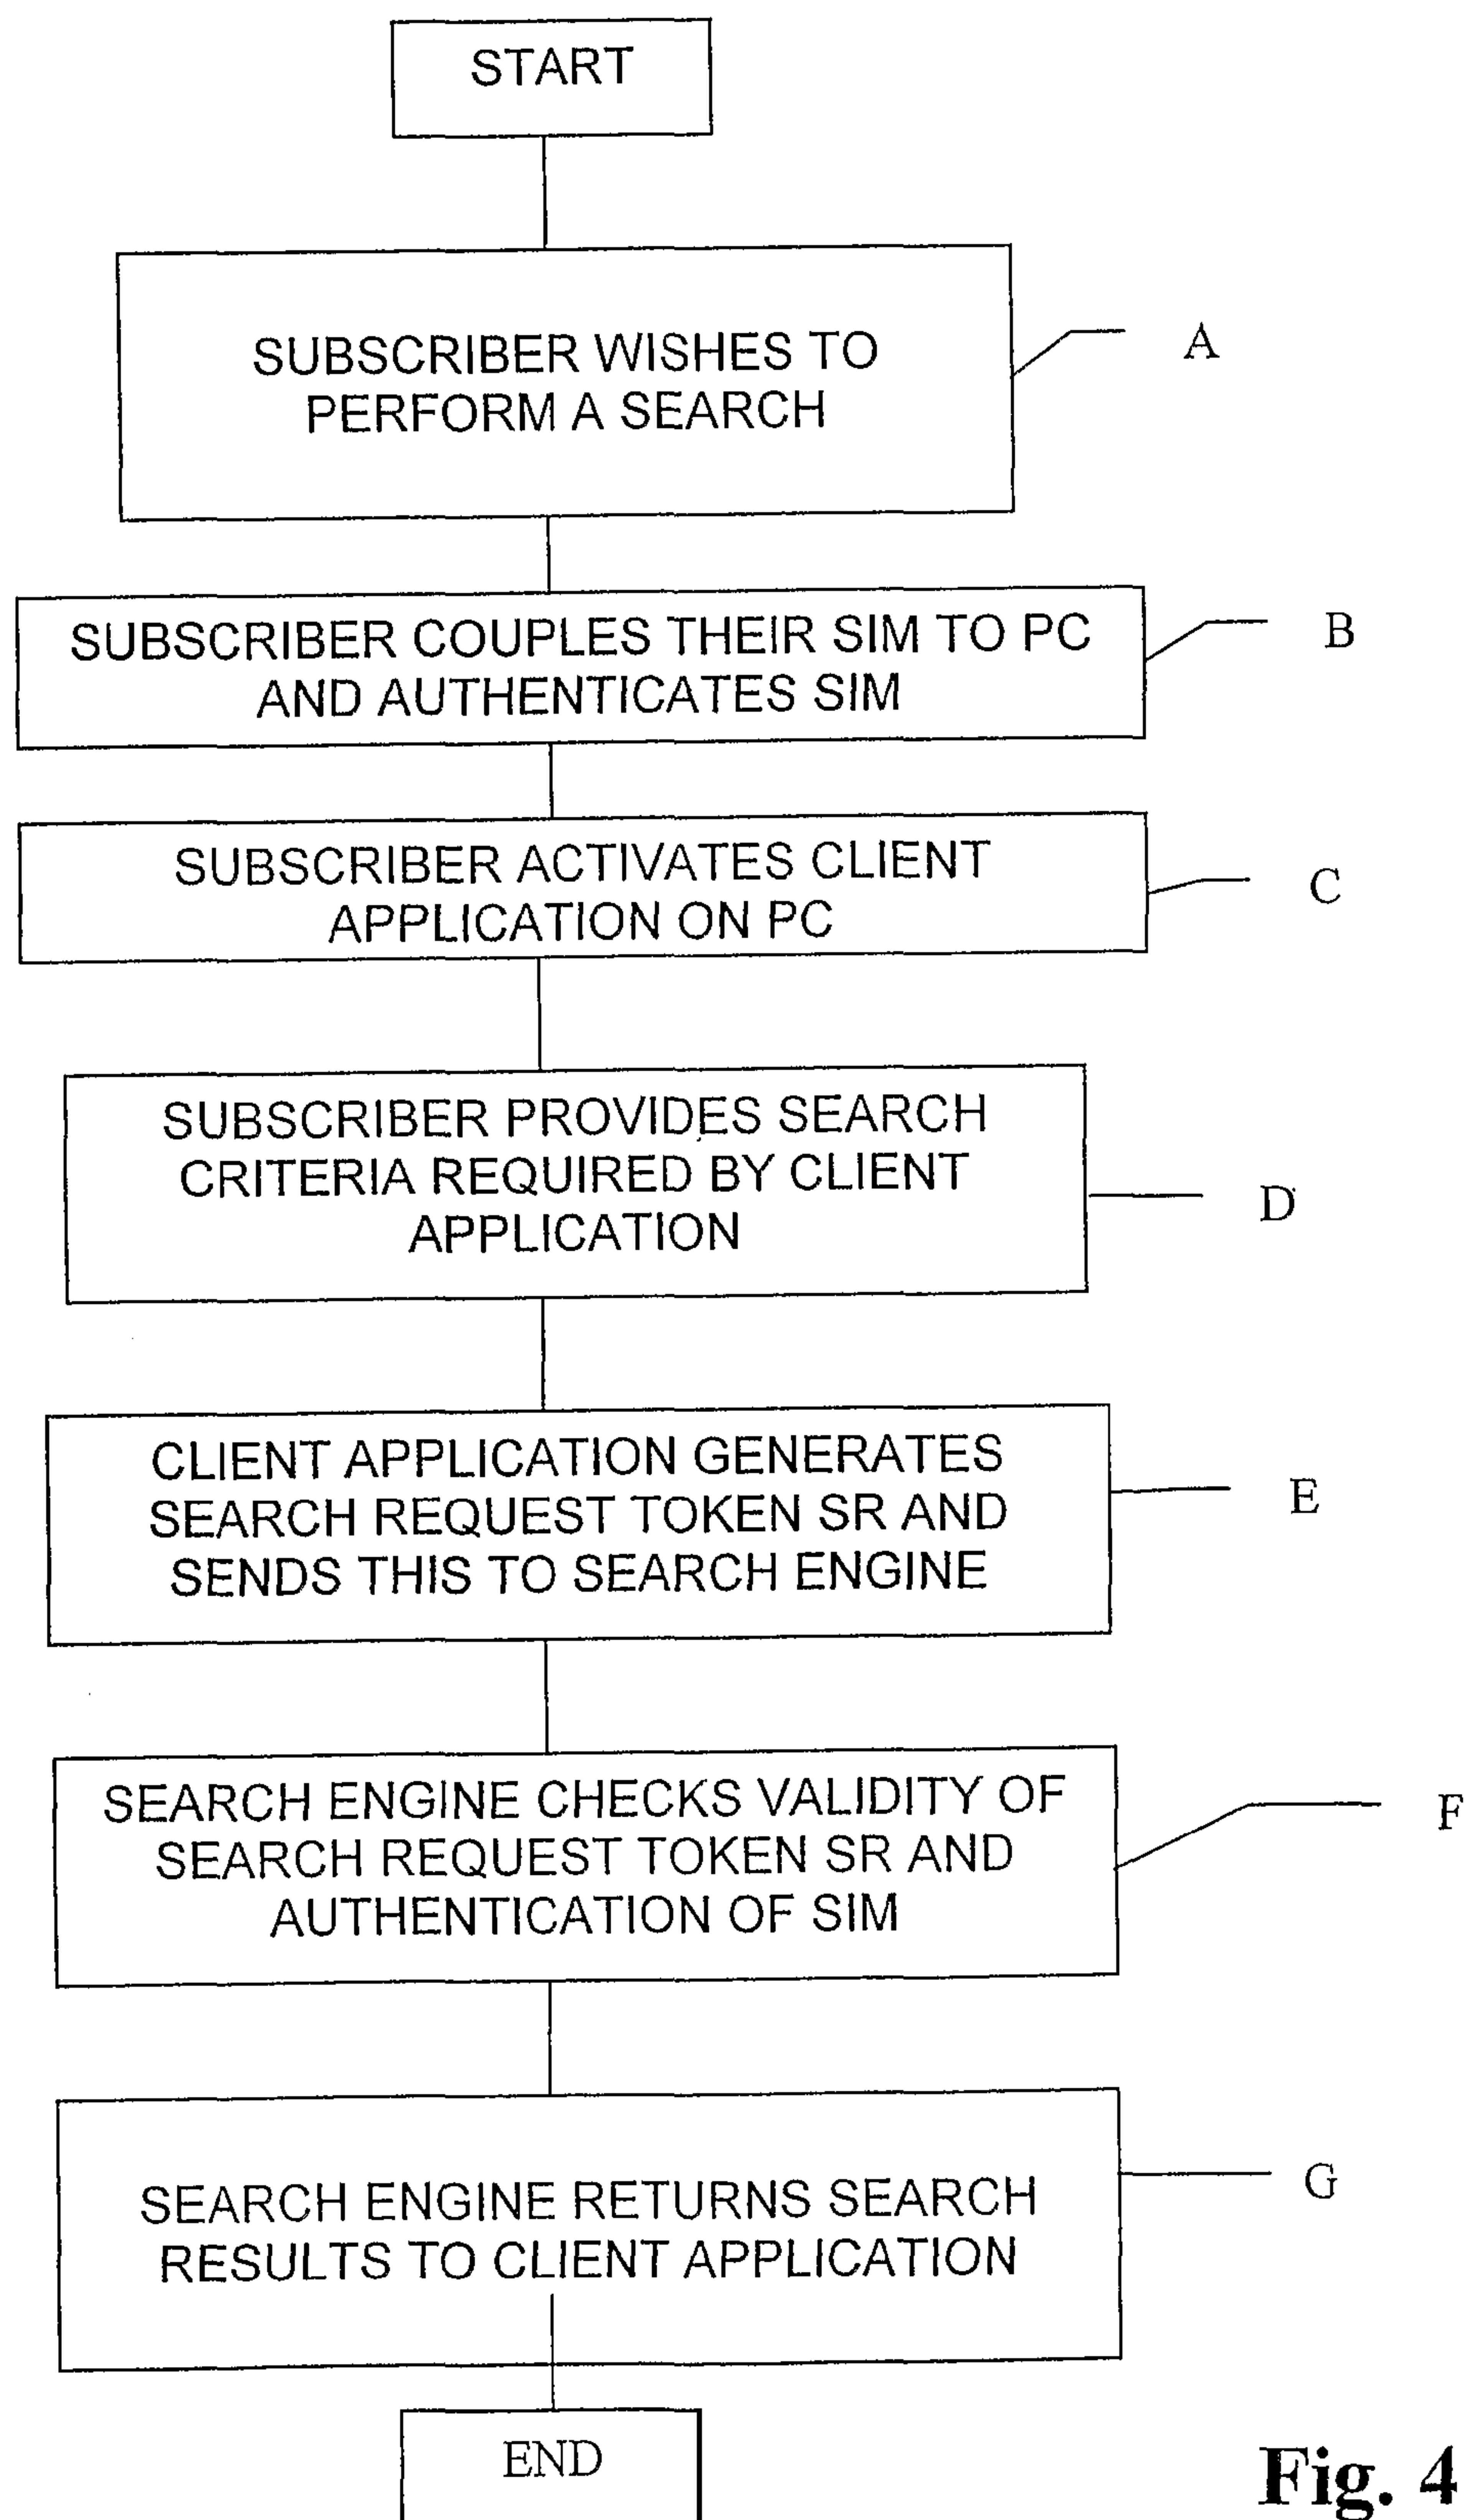 START
SUBSCRIBER WISHES TO
PERFORM A SEARCH
A
SUBSCRIBER COUPLES THEIR SIM TO PC
AND AUTHENTICATES SIM
B
SUBSCRIBER ACTIVATES CLIENT
APPLICATION ON PC
C
SUBSCRIBER PROVIDES SEARCH
CRITERIA REQUIRED BY CLIENT
APPLICATION
D
CLIENT APPLICATION GENERATES
SEARCH REQUEST TOKEN SR AND
SENDS THIS TO SEARCH ENGINE
E
SEARCH ENGINE CHECKS VALIDITY OF
SEARCH REQUEST TOKEN SR AND
AUTHENTICATION OF SIM
F
SEARCH ENGINE RETURNS SEARCH
RESULTS TO CLIENT APPLICATION
G
END
Fig. 4